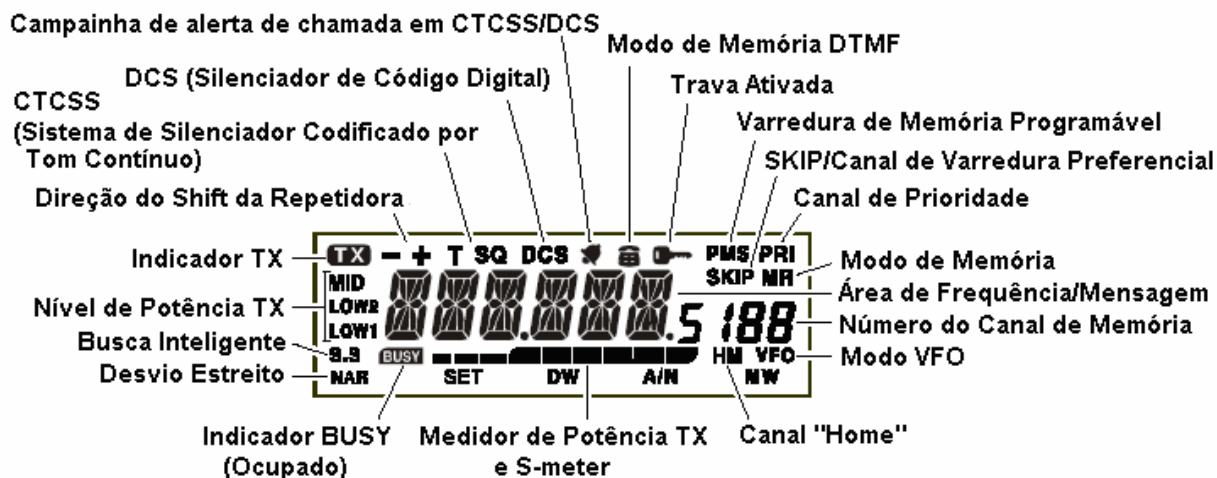 Campainha de alerta de chamada em CTCSS/DCS
Modo de Memória DTMF
DCS (Silenciador de Código Digital)
Trava Ativada
CTCSS
(Sistema de Silenciador Codificado por
Tom Contínuo)
Varredura de Memória Programável
SKIP/Canal de Varredura Preferencial
Direção do Shift da Repetidora
Canal de Prioridade
Indicador TX
TX - + T SQ DCS PMS PRI
SKIP MR
Modo de Memória
MID
Nível de Potência TX
LOW2
LOW1
Área de Frequência/Mensagem
5 188
Número do Canal de Memória
Busca Inteligente
S.S BUSY HM VFO
Modo VFO
Desvio Estreito
NAR SET DW A/N MW
Indicador BUSY
(Ocupado)
Medidor de Potência TX
e S-meter
Canal "Home"